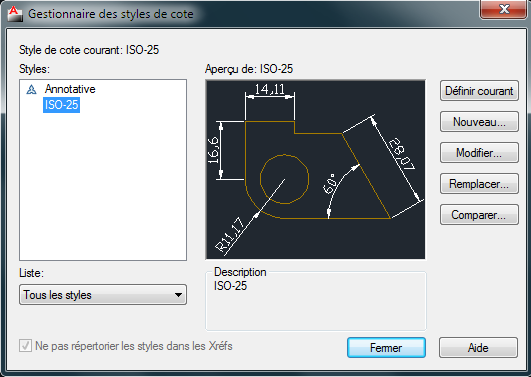 Gestionnaire des styles de cote
Style de cote courant: ISO-25
Styles:
Annotative
ISO-25
Aperçu de: ISO-25
14,11
16,6
28,07
60°
R11,17
Définir courant
Nouveau...
Modifier...
Remplacer...
Comparer...
Liste:
Tous les styles
Description
ISO-25
Ne pas répertorier les styles dans les Xréfs
Fermer
Aide